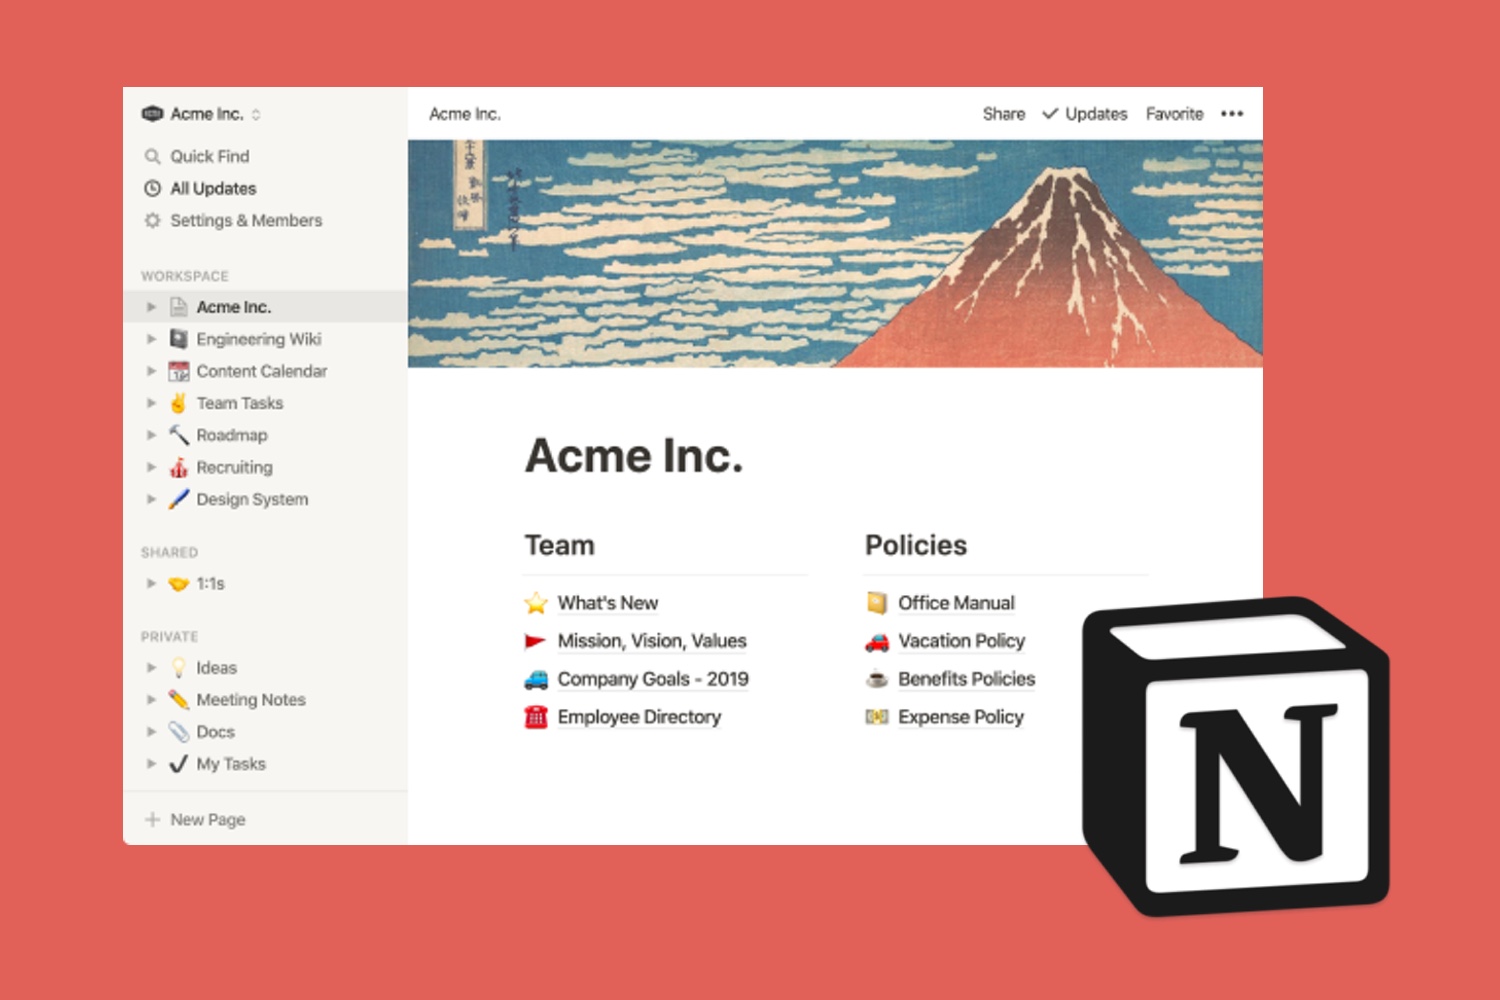 Acme Inc.
Quick Find
All Updates
Settings & Members
WORKSPACE
Acme Inc.
Engineering Wiki
Content Calendar
Team Tasks
Roadmap
Recruiting
Design System
SHARED
1:1s
PRIVATE
Ideas
Meeting Notes
Docs
My Tasks
New Page
Acme Inc.
Share
Updates
Favorite
Acme Inc.
Team
What's New
Mission, Vision, Values
Company Goals - 2019
Employee Directory
Policies
Office Manual
Vacation Policy
Benefits Policies
Expense Policy
N